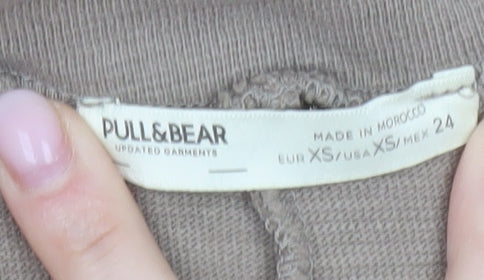 PULL&BEAR
UPDATED GARMENTS
MADE IN MOROCCO
EUR XS/USA XS/MEX 24